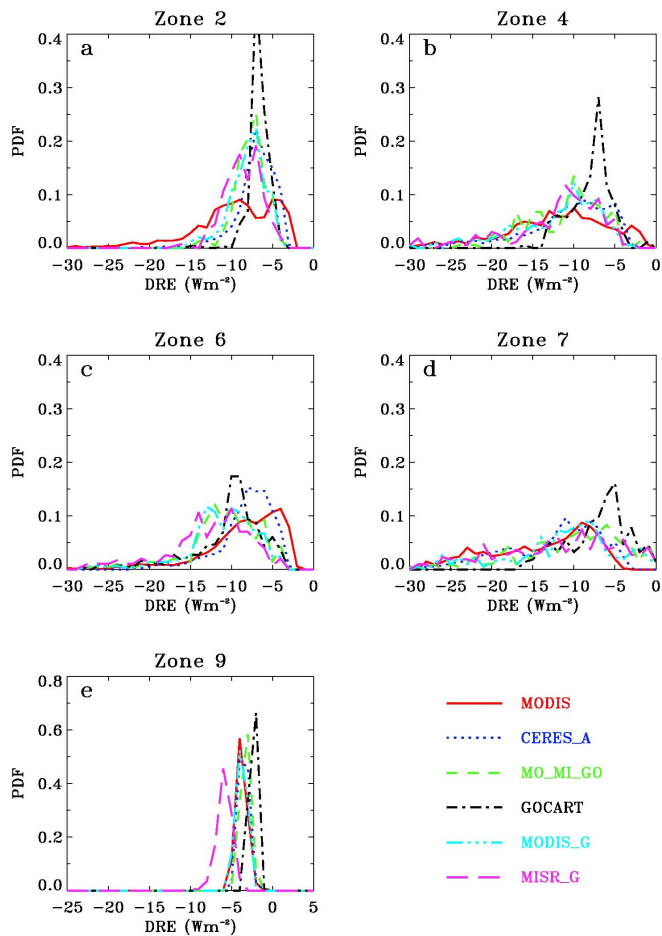 Zone 2
Zone 4
a
b
0.4
0.3
0.2
0.1
0.0
PDF
-30 -25 -20 -15 -10 -5 0
DRE (Wm⁻²)
0.4
0.3
0.2
0.1
0.0
PDF
-30 -25 -20 -15 -10 -5 0
DRE (Wm⁻²)
Zone 6
Zone 7
c
d
0.4
0.3
0.2
0.1
0.0
PDF
-30 -25 -20 -15 -10 -5 0
DRE (Wm⁻²)
0.4
0.3
0.2
0.1
0.0
PDF
-30 -25 -20 -15 -10 -5 0
DRE (Wm⁻²)
Zone 9
e
0.8
0.6
0.4
0.2
0.0
PDF
-25 -20 -15 -10 -5 0 5
DRE (Wm⁻²)
MODIS
CERES_A
MO_MI_GO
GOCART
MODIS_G
MISR_G